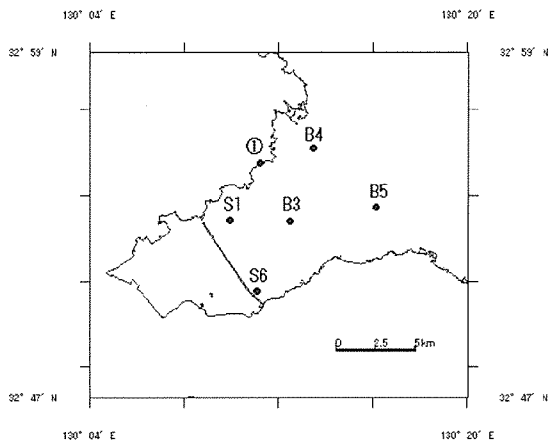 130° 04′ E
130° 20′ E
32° 59′ N
32° 59′ N
①
B4
S1
B3
B5
S6
0 2.5 5km
32° 47′ N
32° 47′ N
130° 04′ E
130° 20′ E